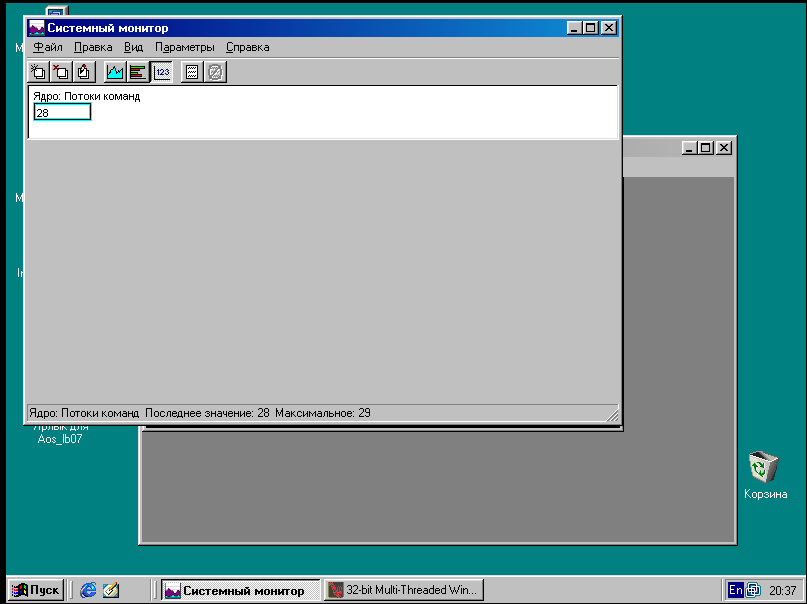 Системный монитор
Файл Правка Вид Параметры Справка
123
Ядро: Потоки команд
28
Ядро: Потоки команд Последнее значение: 28 Максимальное: 29
Ярлык для
Aos_lb07
Корзина
Пуск
Системный монитор
32-bit Multi-Threaded Win...
En
20:37